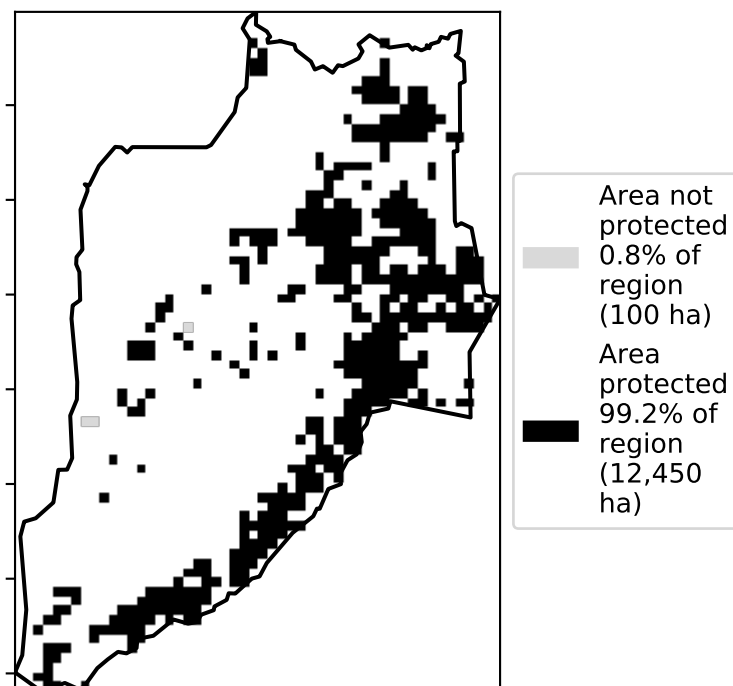 Area not
protected
0.8% of
region
(100 ha)
Area
protected
99.2% of
region
(12,450
ha)